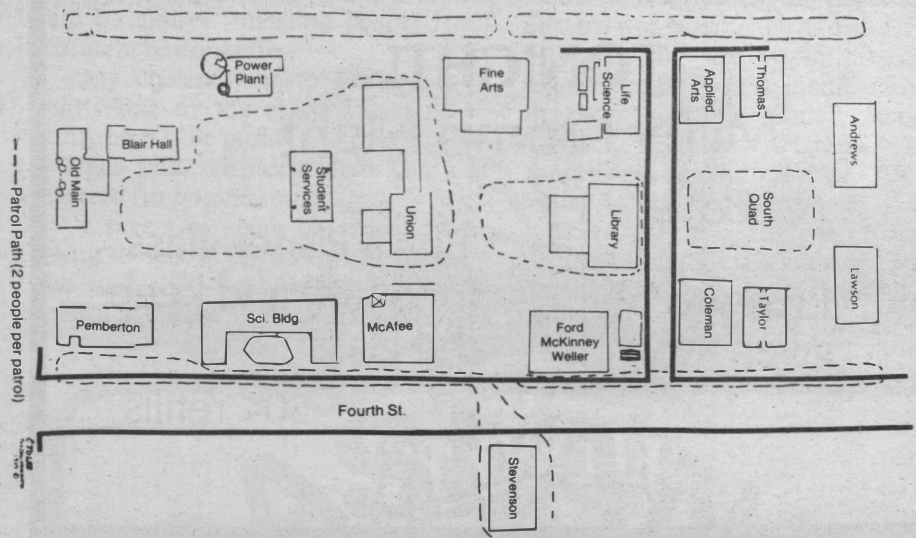 Power
Plant
Fine
Arts
Life
Science
Applied
Arts
Thomas
Andrews
Blair Hall
Old Main
Student
Services
Union
Library
South
Quad
Lawson
Pemberton
Sci. Bldg.
McAfee
Ford
McKinney
Weller
Coleman
Taylor
Fourth St.
Stevenson
--- Patrol Path (2 people per patrol)